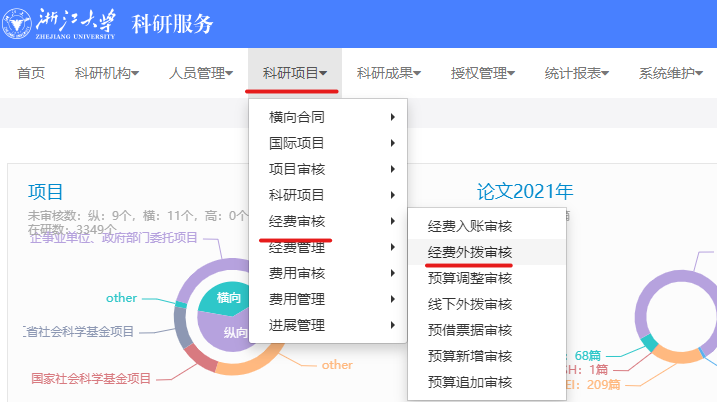 浙江大学 科研服务
ZHEJIANG UNIVERSITY
首页 科研机构 人员管理 科研项目 科研成果 授权管理 统计报表 系统维护
横向合同
国际项目
项目审核
科研项目
经费审核
经费管理
费用审核
费用管理
进展管理
经费入账审核
经费外拨审核
预算调整审核
线下外拨审核
预借票据审核
预算新增审核
预算追加审核
项目
未审核数：纵：9个，横：11个，高：0个
在研数：3349个
企事业单位、政府部门委托项目
other
省社会科学基金项目
国家社会科学基金项目
横向
纵向
other
论文2021年
：68篇
SH：1篇
EI：209篇